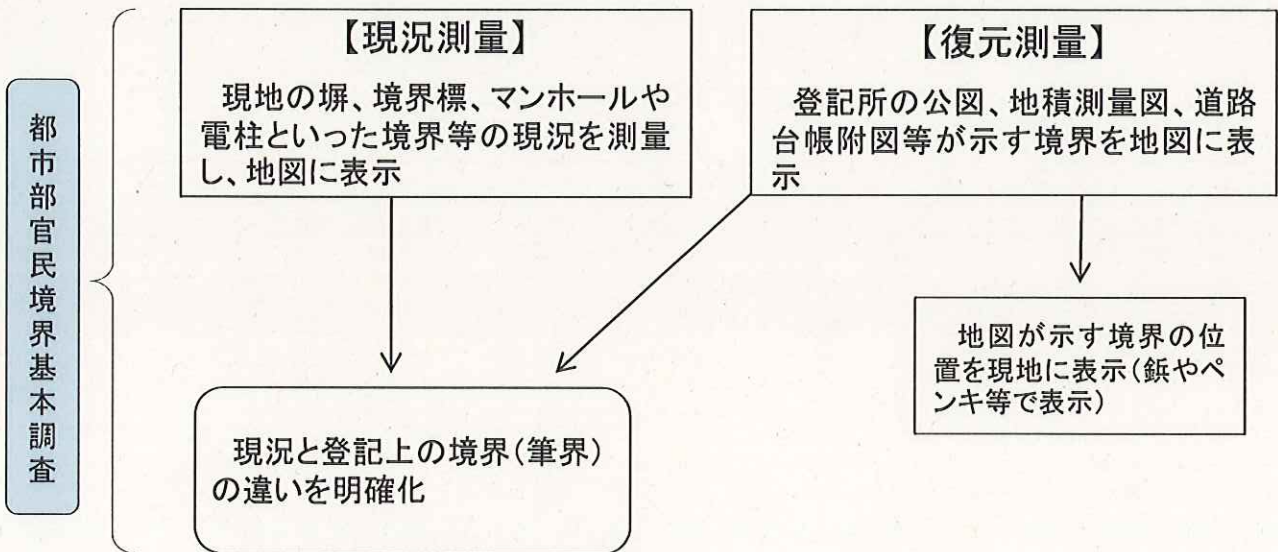 都市部官民境界基本調査
【現況測量】
現地の塀、境界標、マンホールや
電柱といった境界等の現況を測量
し、地図に表示
【復元測量】
登記所の公図、地積測量図、道路
台帳附図等が示す境界を地図に表
示
地図が示す境界の位
置を現地に表示(鋲やペ
ンキ等で表示)
現況と登記上の境界(筆界)
の違いを明確化